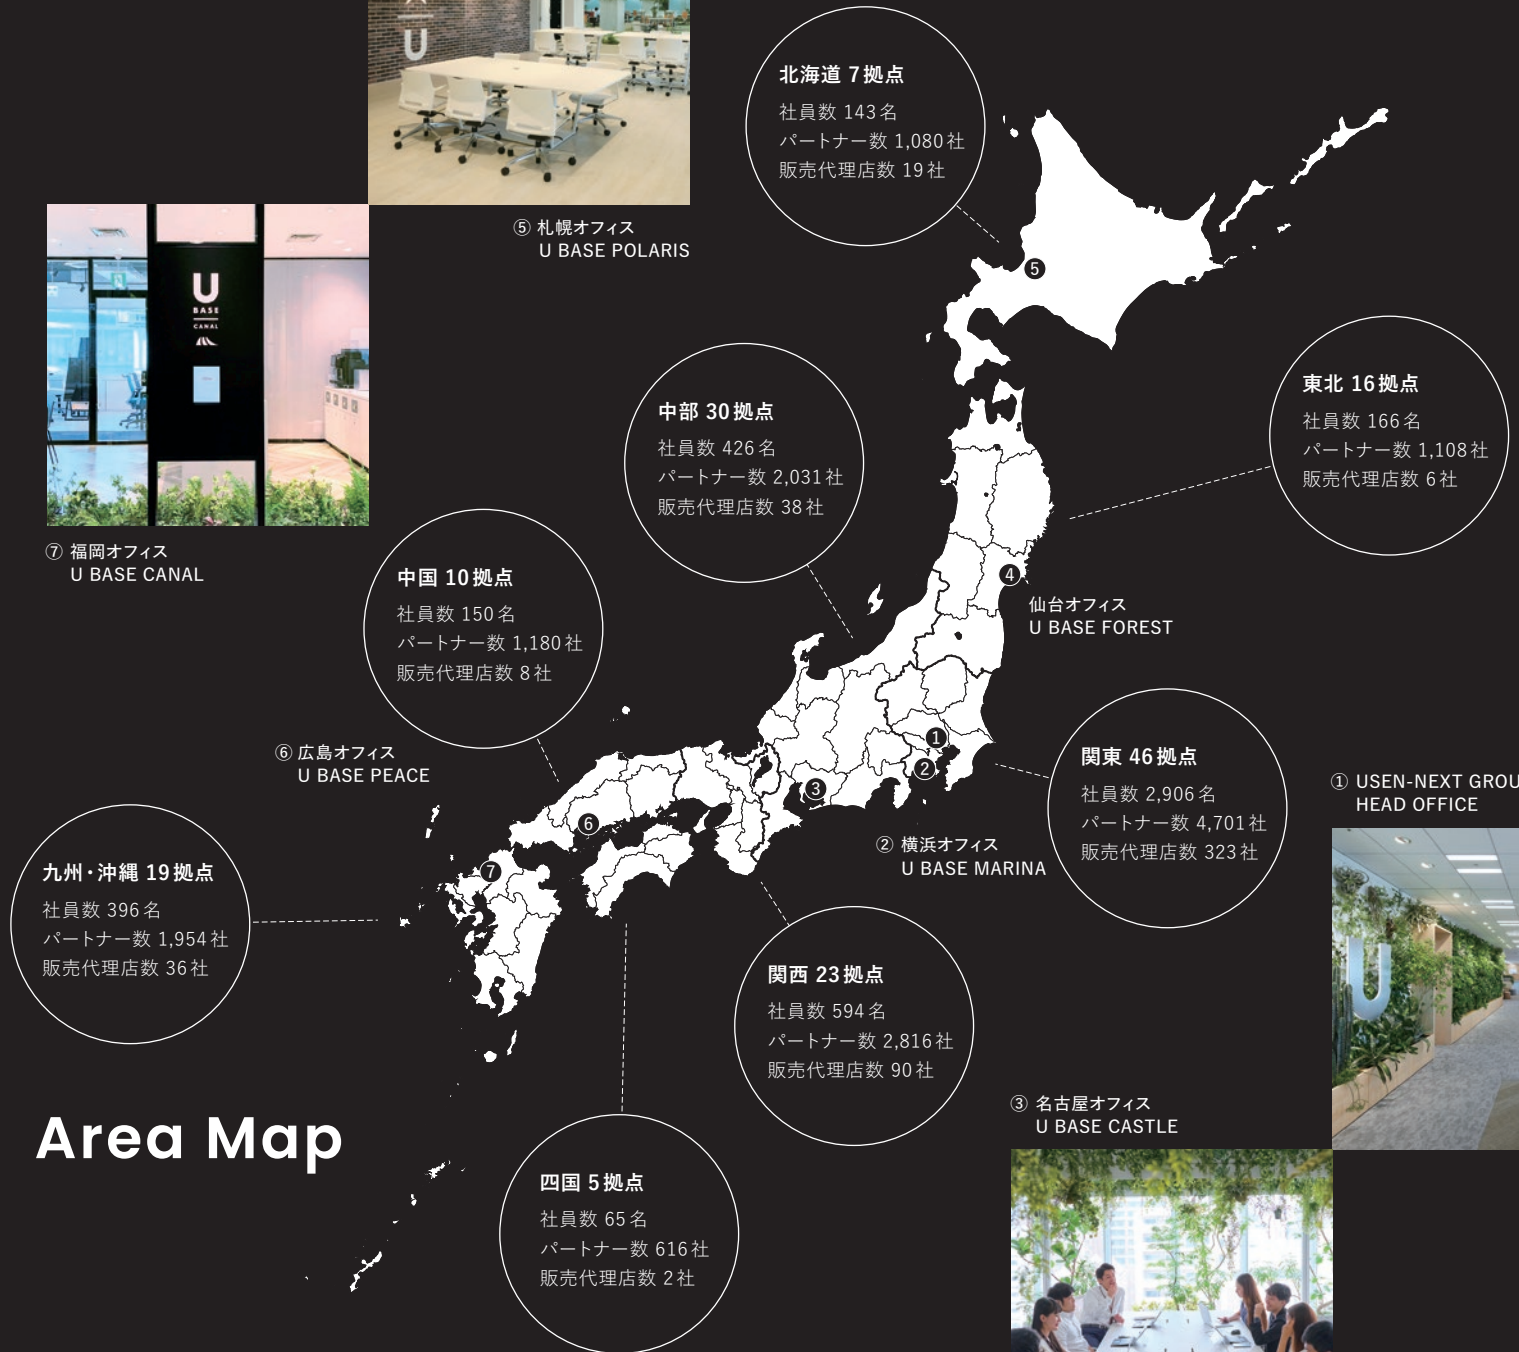 U
⑤ 札幌オフィス
U BASE POLARIS
北海道 7拠点
社員数 143名
パートナー数 1,080社
販売代理店数 19社
U
BASE
CANAL
⑦ 福岡オフィス
U BASE CANAL
中部 30拠点
社員数 426名
パートナー数 2,031社
販売代理店数 38社
東北 16拠点
社員数 166名
パートナー数 1,108社
販売代理店数 6社
中国 10拠点
社員数 150名
パートナー数 1,180社
販売代理店数 8社
⑤
④
仙台オフィス
U BASE FOREST
⑥ 広島オフィス
U BASE PEACE
①
②
③
⑥
⑦
② 横浜オフィス
U BASE MARINA
関東 46拠点
社員数 2,906名
パートナー数 4,701社
販売代理店数 323社
① USEN-NEXT GROU
HEAD OFFICE
U
九州・沖縄 19拠点
社員数 396名
パートナー数 1,954社
販売代理店数 36社
関西 23拠点
社員数 594名
パートナー数 2,816社
販売代理店数 90社
③ 名古屋オフィス
U BASE CASTLE
Area Map
四国 5拠点
社員数 65名
パートナー数 616社
販売代理店数 2社